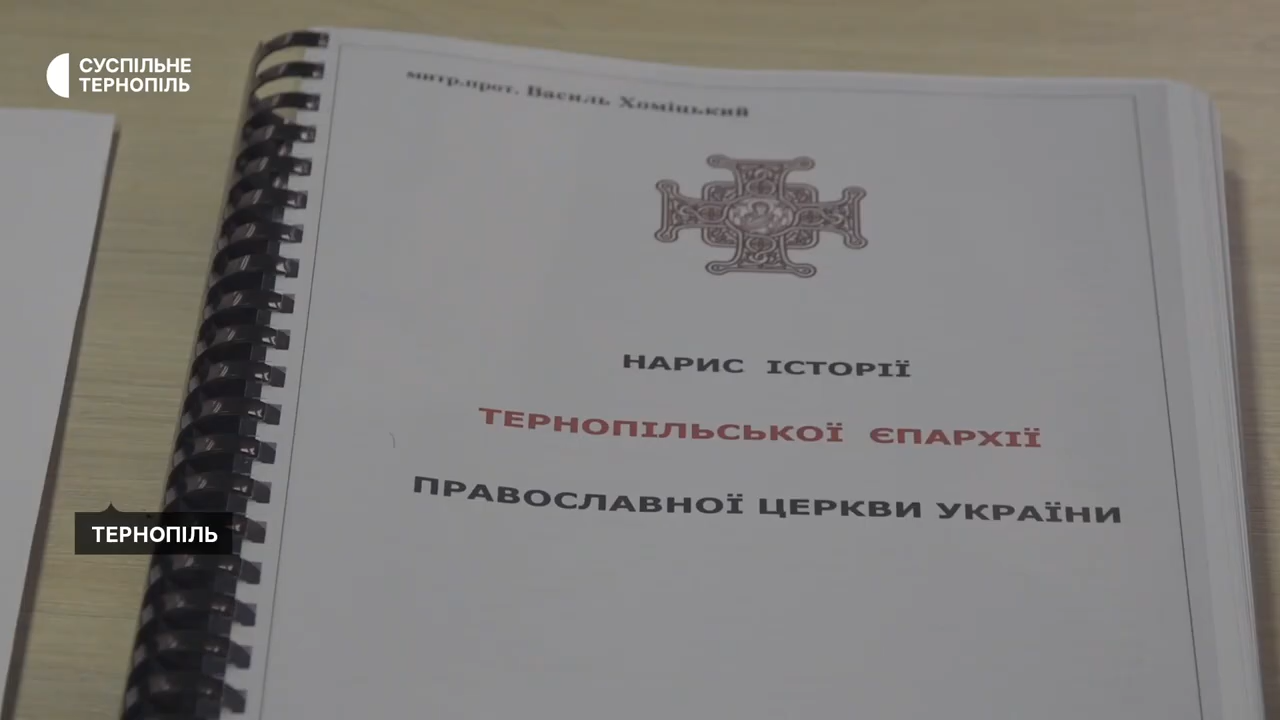 СУСПІЛЬНЕ
ТЕРНОПІЛЬ
митр.прот. Василь Хоміцький
НАРИС ІСТОРІЇ
ТЕРНОПІЛЬСЬКОЇ ЄПАРХІЇ
ПРАВОСЛАВНОЇ ЦЕРКВИ УКРАЇНИ
ТЕРНОПІЛЬ